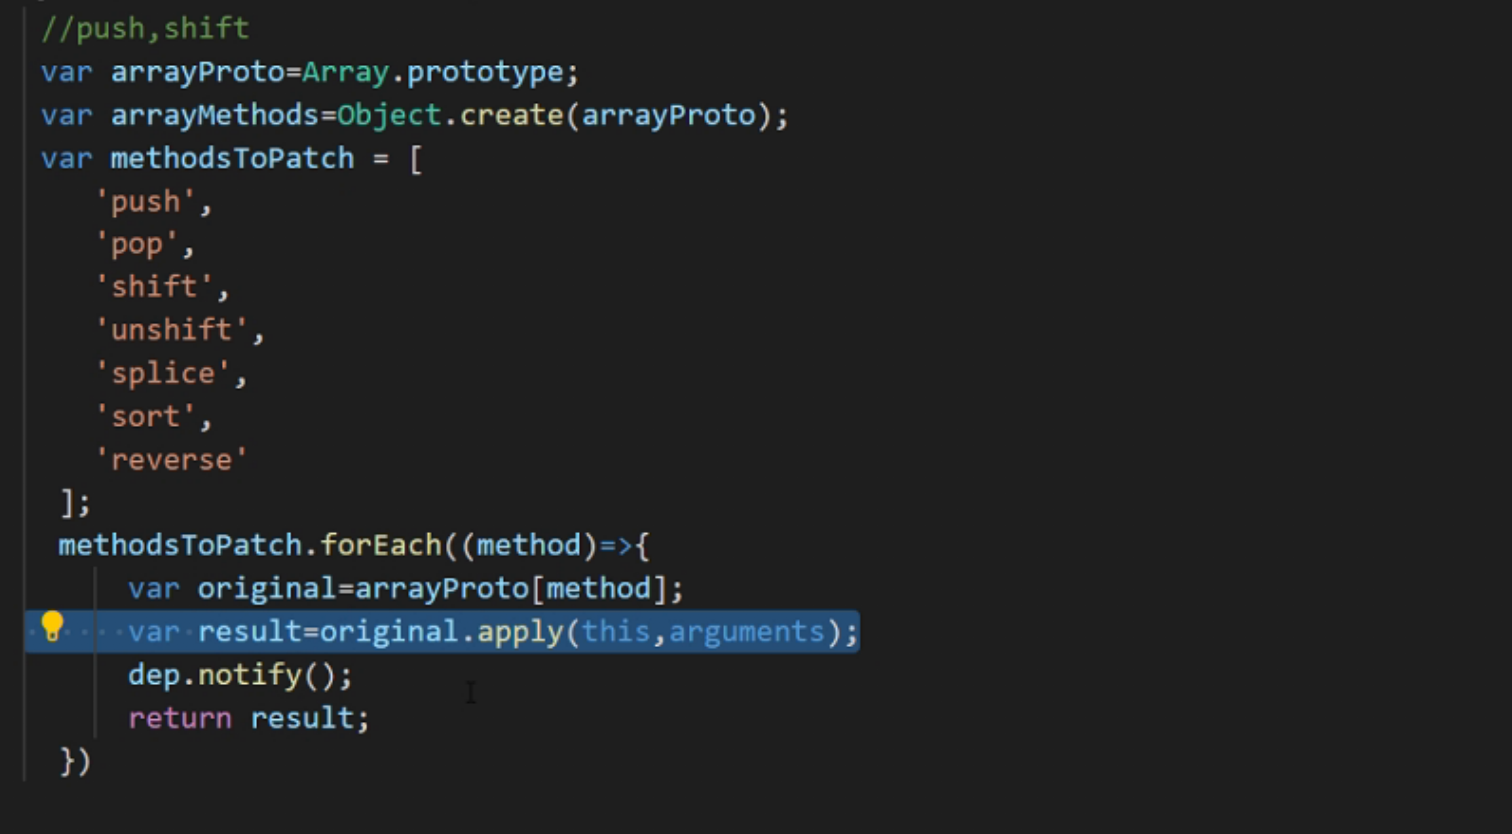 //push,shift
var arrayProto=Array.prototype;
var arrayMethods=Object.create(arrayProto);
var methodsToPatch = [
'push',
'pop',
'shift',
'unshift',
'splice',
'sort',
'reverse'
];
methodsToPatch.forEach((method)=>{
var original=arrayProto[method];
var result=original.apply(this,arguments);
dep.notify();
return result;
})